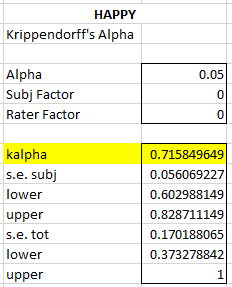 HAPPY
Krippendorff's Alpha
Alpha 0.05
Subj Factor 0
Rater Factor 0
kalpha 0.715849649
s.e. subj 0.056069227
lower 0.602988149
upper 0.828711149
s.e. tot 0.170188065
lower 0.373278842
upper 1